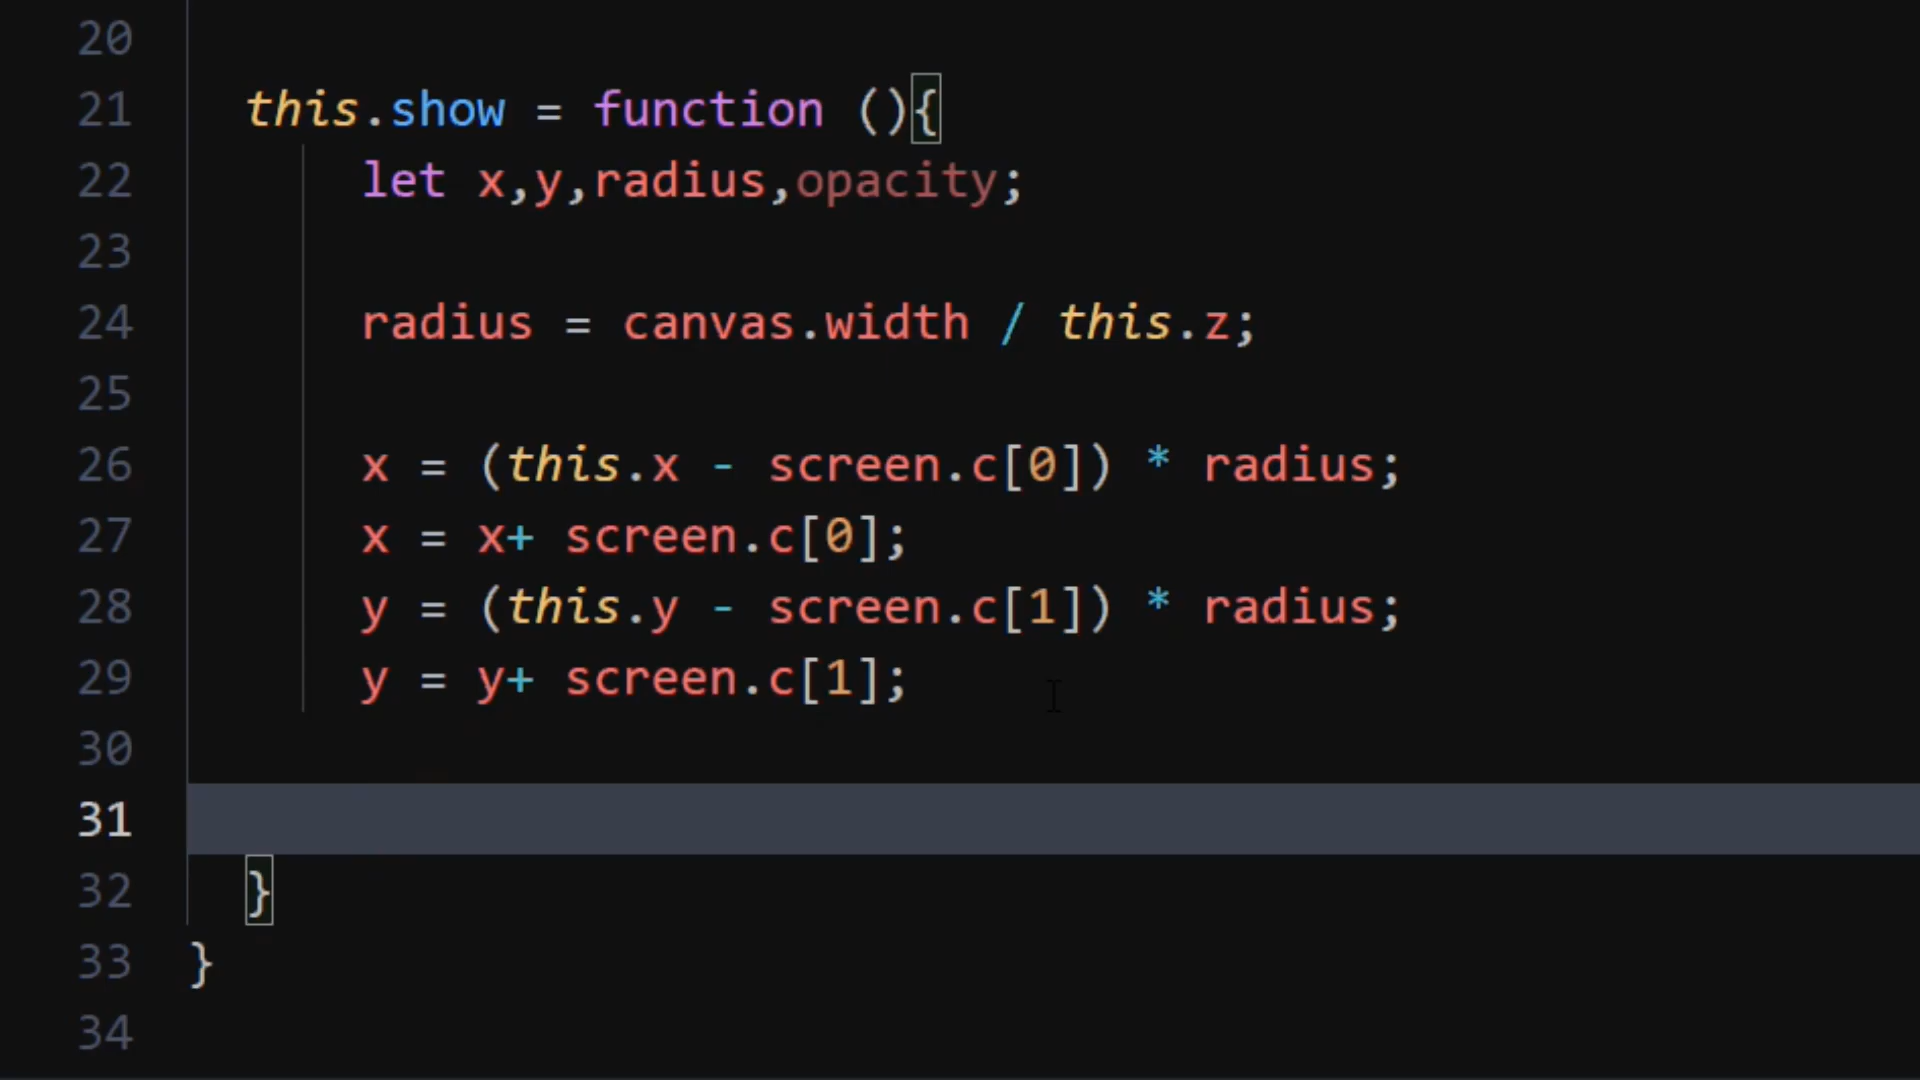 20
21 this.show = function (){
22 let x,y,radius,opacity;
23
24 radius = canvas.width / this.z;
25
26 x = (this.x - screen.c[0]) * radius;
27 x = x+ screen.c[0];
28 y = (this.y - screen.c[1]) * radius;
29 y = y+ screen.c[1];
30
31
32 }
33 }
34